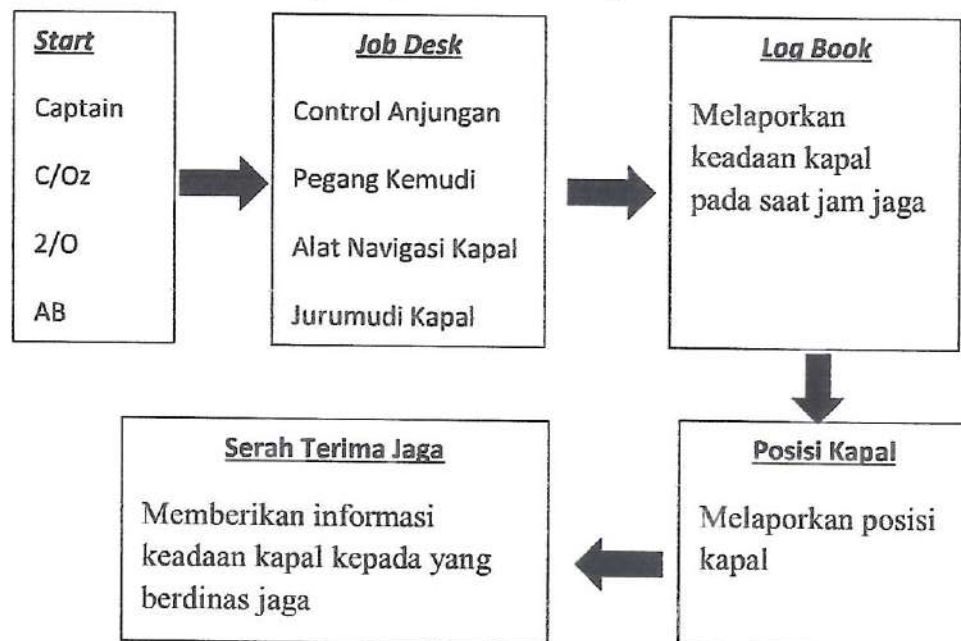 Start
Captain
C/Oz
2/O
AB
Job Desk
Control Anjungan
Pegang Kemudi
Alat Navigasi Kapal
Jurumudi Kapal
Log Book
Melaporkan
keadaan kapal
pada saat jam jaga
Posisi Kapal
Melaporkan posisi
kapal
Serah Terima Jaga
Memberikan informasi
keadaan kapal kepada yang
berdinas jaga